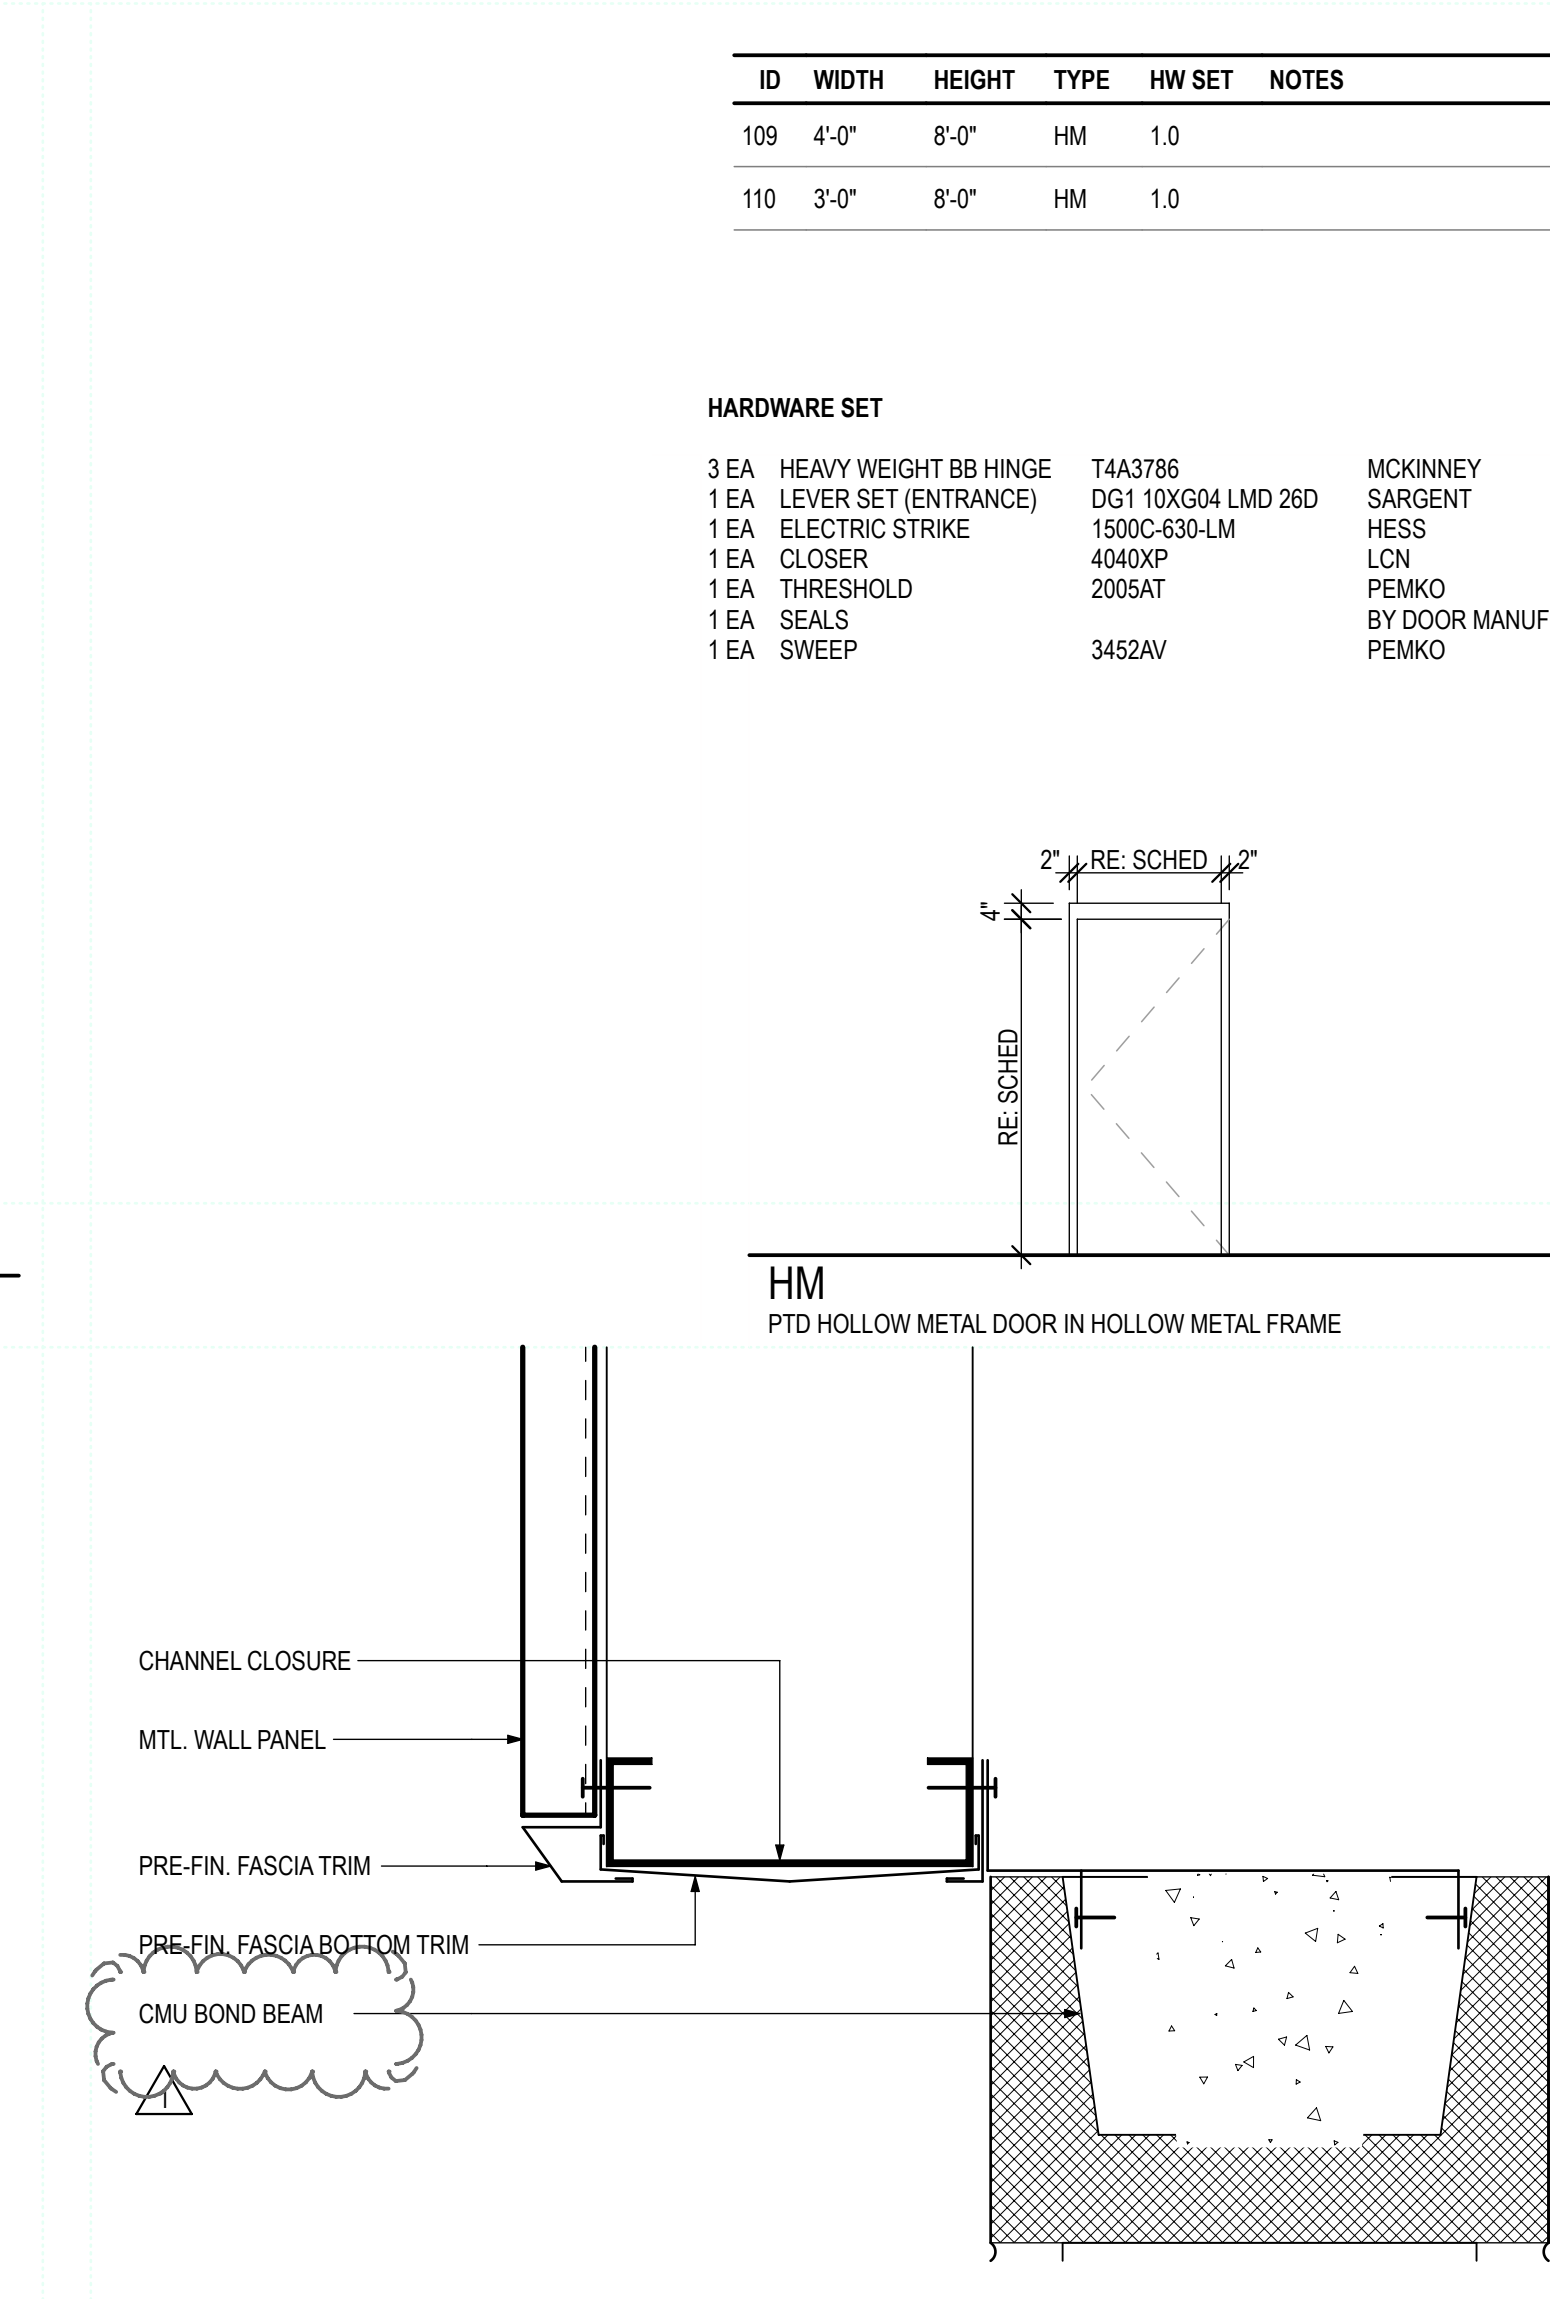 ID WIDTH HEIGHT TYPE HW SET NOTES
109 4'-0" 8'-0" HM 1.0
110 3'-0" 8'-0" HM 1.0
HARDWARE SET
3 EA HEAVY WEIGHT BB HINGE T4A3786 MCKINNEY
1 EA LEVER SET (ENTRANCE) DG1 10XG04 LMD 26D SARGENT
1 EA ELECTRIC STRIKE 1500C-630-LM HESS
1 EA CLOSER 4040XP LCN
1 EA THRESHOLD 2005AT PEMKO
1 EA SEALS BY DOOR MANUF
1 EA SWEEP 3452AV PEMKO
2" RE: SCHED 2"
4"
RE: SCHED
HM
PTD HOLLOW METAL DOOR IN HOLLOW METAL FRAME
CHANNEL CLOSURE
MTL. WALL PANEL
PRE-FIN. FASCIA TRIM
PRE-FIN. FASCIA BOTTOM TRIM
CMU BOND BEAM
1